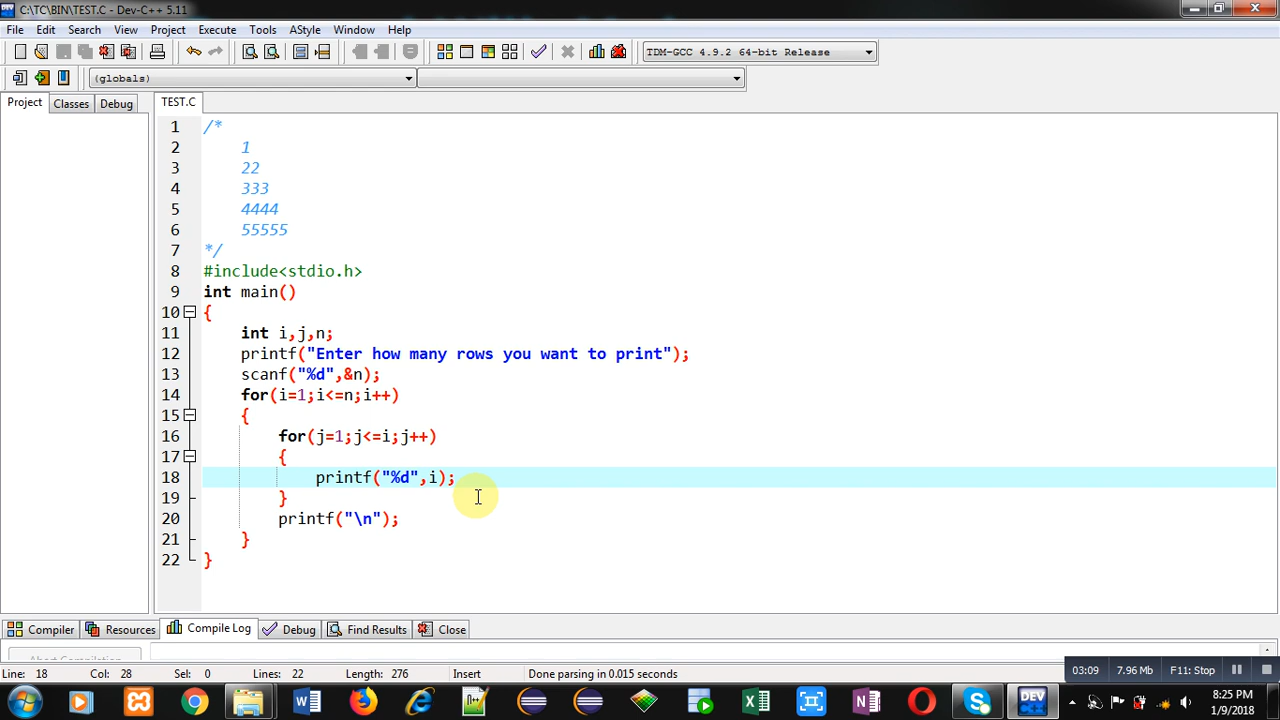 C:\TC\BIN\TEST.C - Dev-C++ 5.11
File Edit Search View Project Execute Tools AStyle Window Help
TDM-GCC 4.9.2 64-bit Release
(globals)
Project Classes Debug TEST.C
1 /*
2 1
3 22
4 333
5 4444
6 55555
7 */
8 #include<stdio.h>
9 int main()
10 {
11 int i,j,n;
12 printf("Enter how many rows you want to print");
13 scanf("%d",&n);
14 for(i=1;i<=n;i++)
15 {
16 for(j=1;j<=i;j++)
17 {
18 printf("%d",i);
19 }
20 printf("\n");
21 }
22 }
Compiler Resources Compile Log Debug Find Results Close
Abort Compilation
Line: 18 Col: 28 Sel: 0 Lines: 22 Length: 276 Insert Done parsing in 0.015 seconds
03:09 7.96 Mb F11: Stop
DEV
8:25 PM
1/9/2018